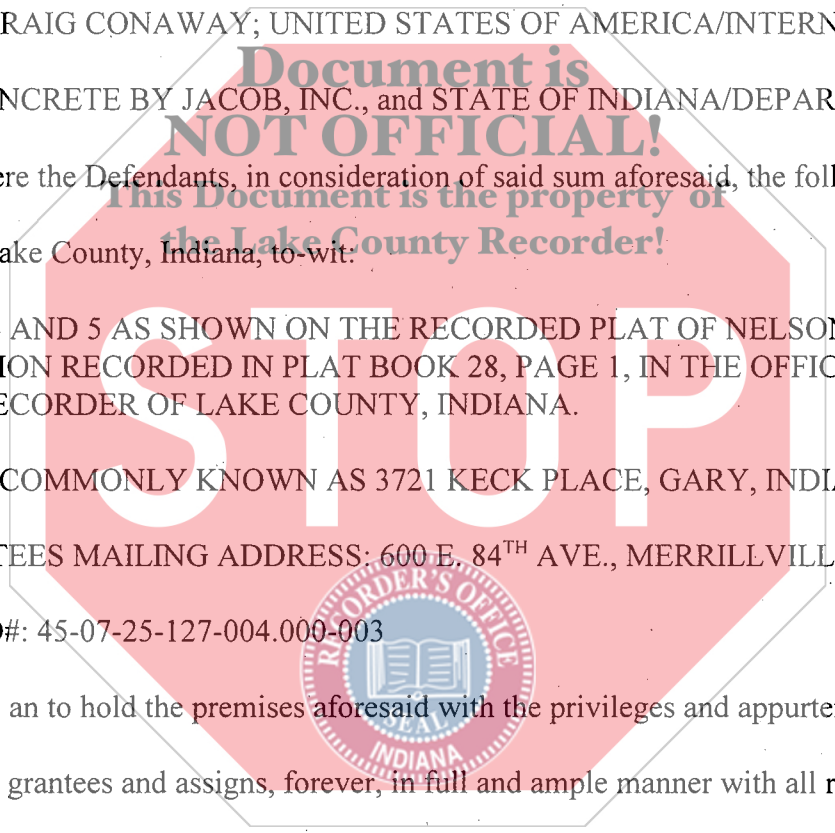 RAIG CONAWAY; UNITED STATES OF AMERICA/INTERN
Document is
NCRETE BY JACOB, INC., and STATE OF INDIANA/DEPAR
NOT OFFICIAL!
ere the Defendants, in consideration of said sum aforesaid, the foll
This Document is the property of
the Lake County Recorder!
ake County, Indiana, to-wit:
AND 5 AS SHOWN ON THE RECORDED PLAT OF NELSON
ION RECORDED IN PLAT BOOK 28, PAGE 1, IN THE OFFIC
ECORDER OF LAKE COUNTY, INDIANA.
STOP
COMMONLY KNOWN AS 3721 KECK PLACE, GARY, INDIA
TEES MAILING ADDRESS: 600 E. 84TH AVE., MERRILLVILL
#: 45-07-25-127-004.000-003
RECORDER'S OFFICE
SEAL
INDIANA
an to hold the premises aforesaid with the privileges and appurte
grantees and assigns, forever, in full and ample manner with all r